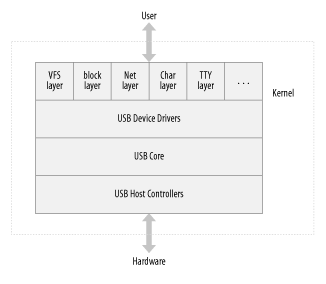 User
VFS layer
block layer
Net layer
Char layer
TTY layer
. . .
Kernel
USB Device Drivers
USB Core
USB Host Controllers
Hardware